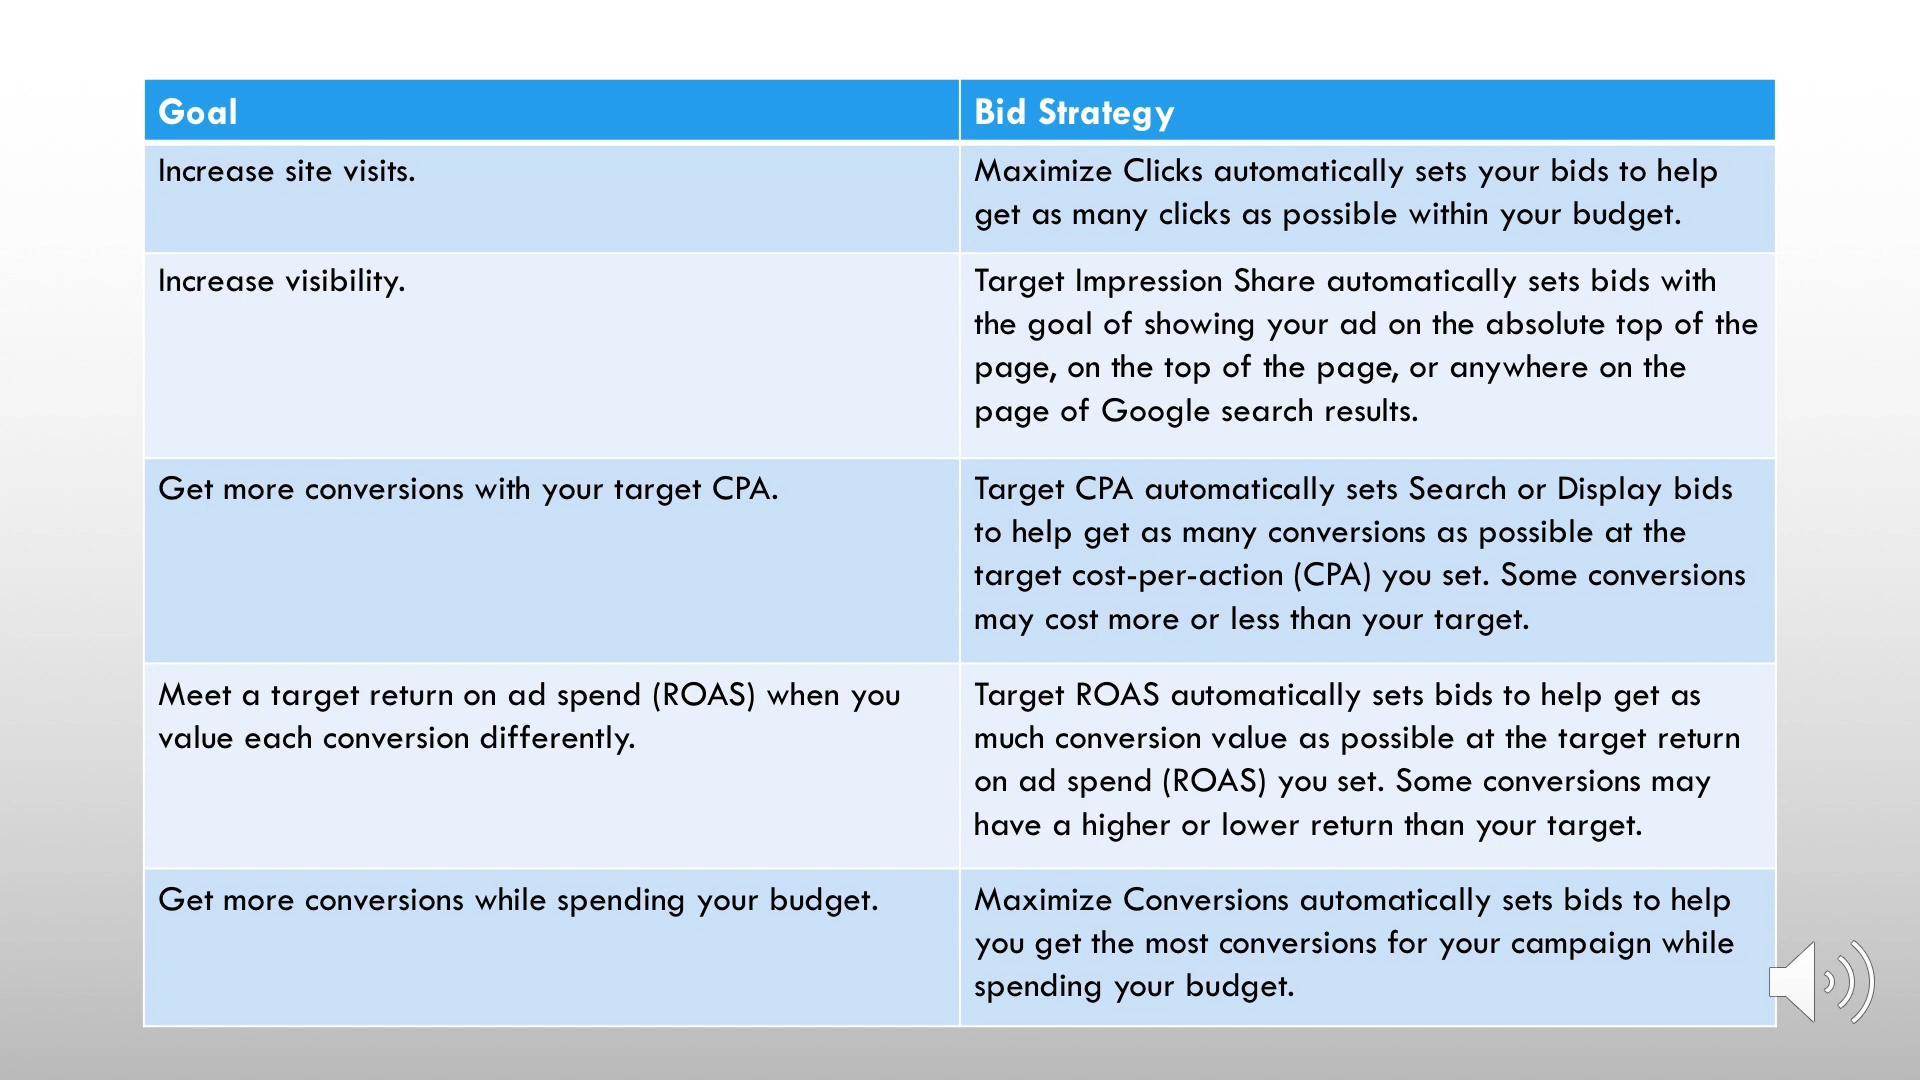 Goal
Bid Strategy
Increase site visits.
Maximize Clicks automatically sets your bids to help
get as many clicks as possible within your budget.
Increase visibility.
Target Impression Share automatically sets bids with
the goal of showing your ad on the absolute top of the
page, on the top of the page, or anywhere on the
page of Google search results.
Get more conversions with your target CPA.
Target CPA automatically sets Search or Display bids
to help get as many conversions as possible at the
target cost-per-action (CPA) you set. Some conversions
may cost more or less than your target.
Meet a target return on ad spend (ROAS) when you
value each conversion differently.
Target ROAS automatically sets bids to help get as
much conversion value as possible at the target return
on ad spend (ROAS) you set. Some conversions may
have a higher or lower return than your target.
Get more conversions while spending your budget.
Maximize Conversions automatically sets bids to help
you get the most conversions for your campaign while
spending your budget.